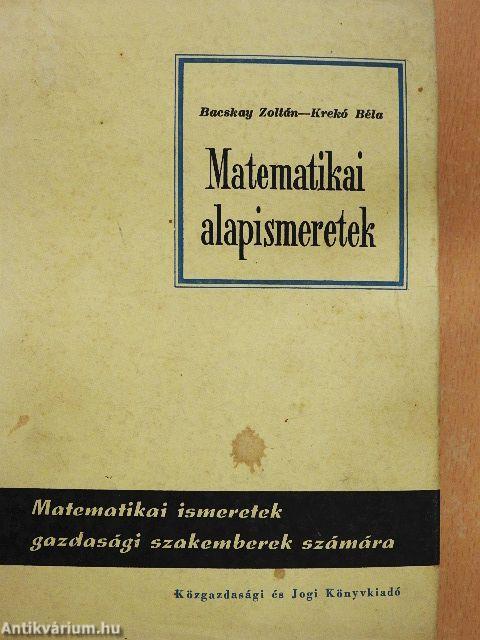 Bacskay Zoltán—Krekó Béla
Matematikai
alapismeretek
Matematikai ismeretek
gazdasági szakemberek számára
Közgazdasági és Jogi Könyvkiadó
Antikvárium.hu